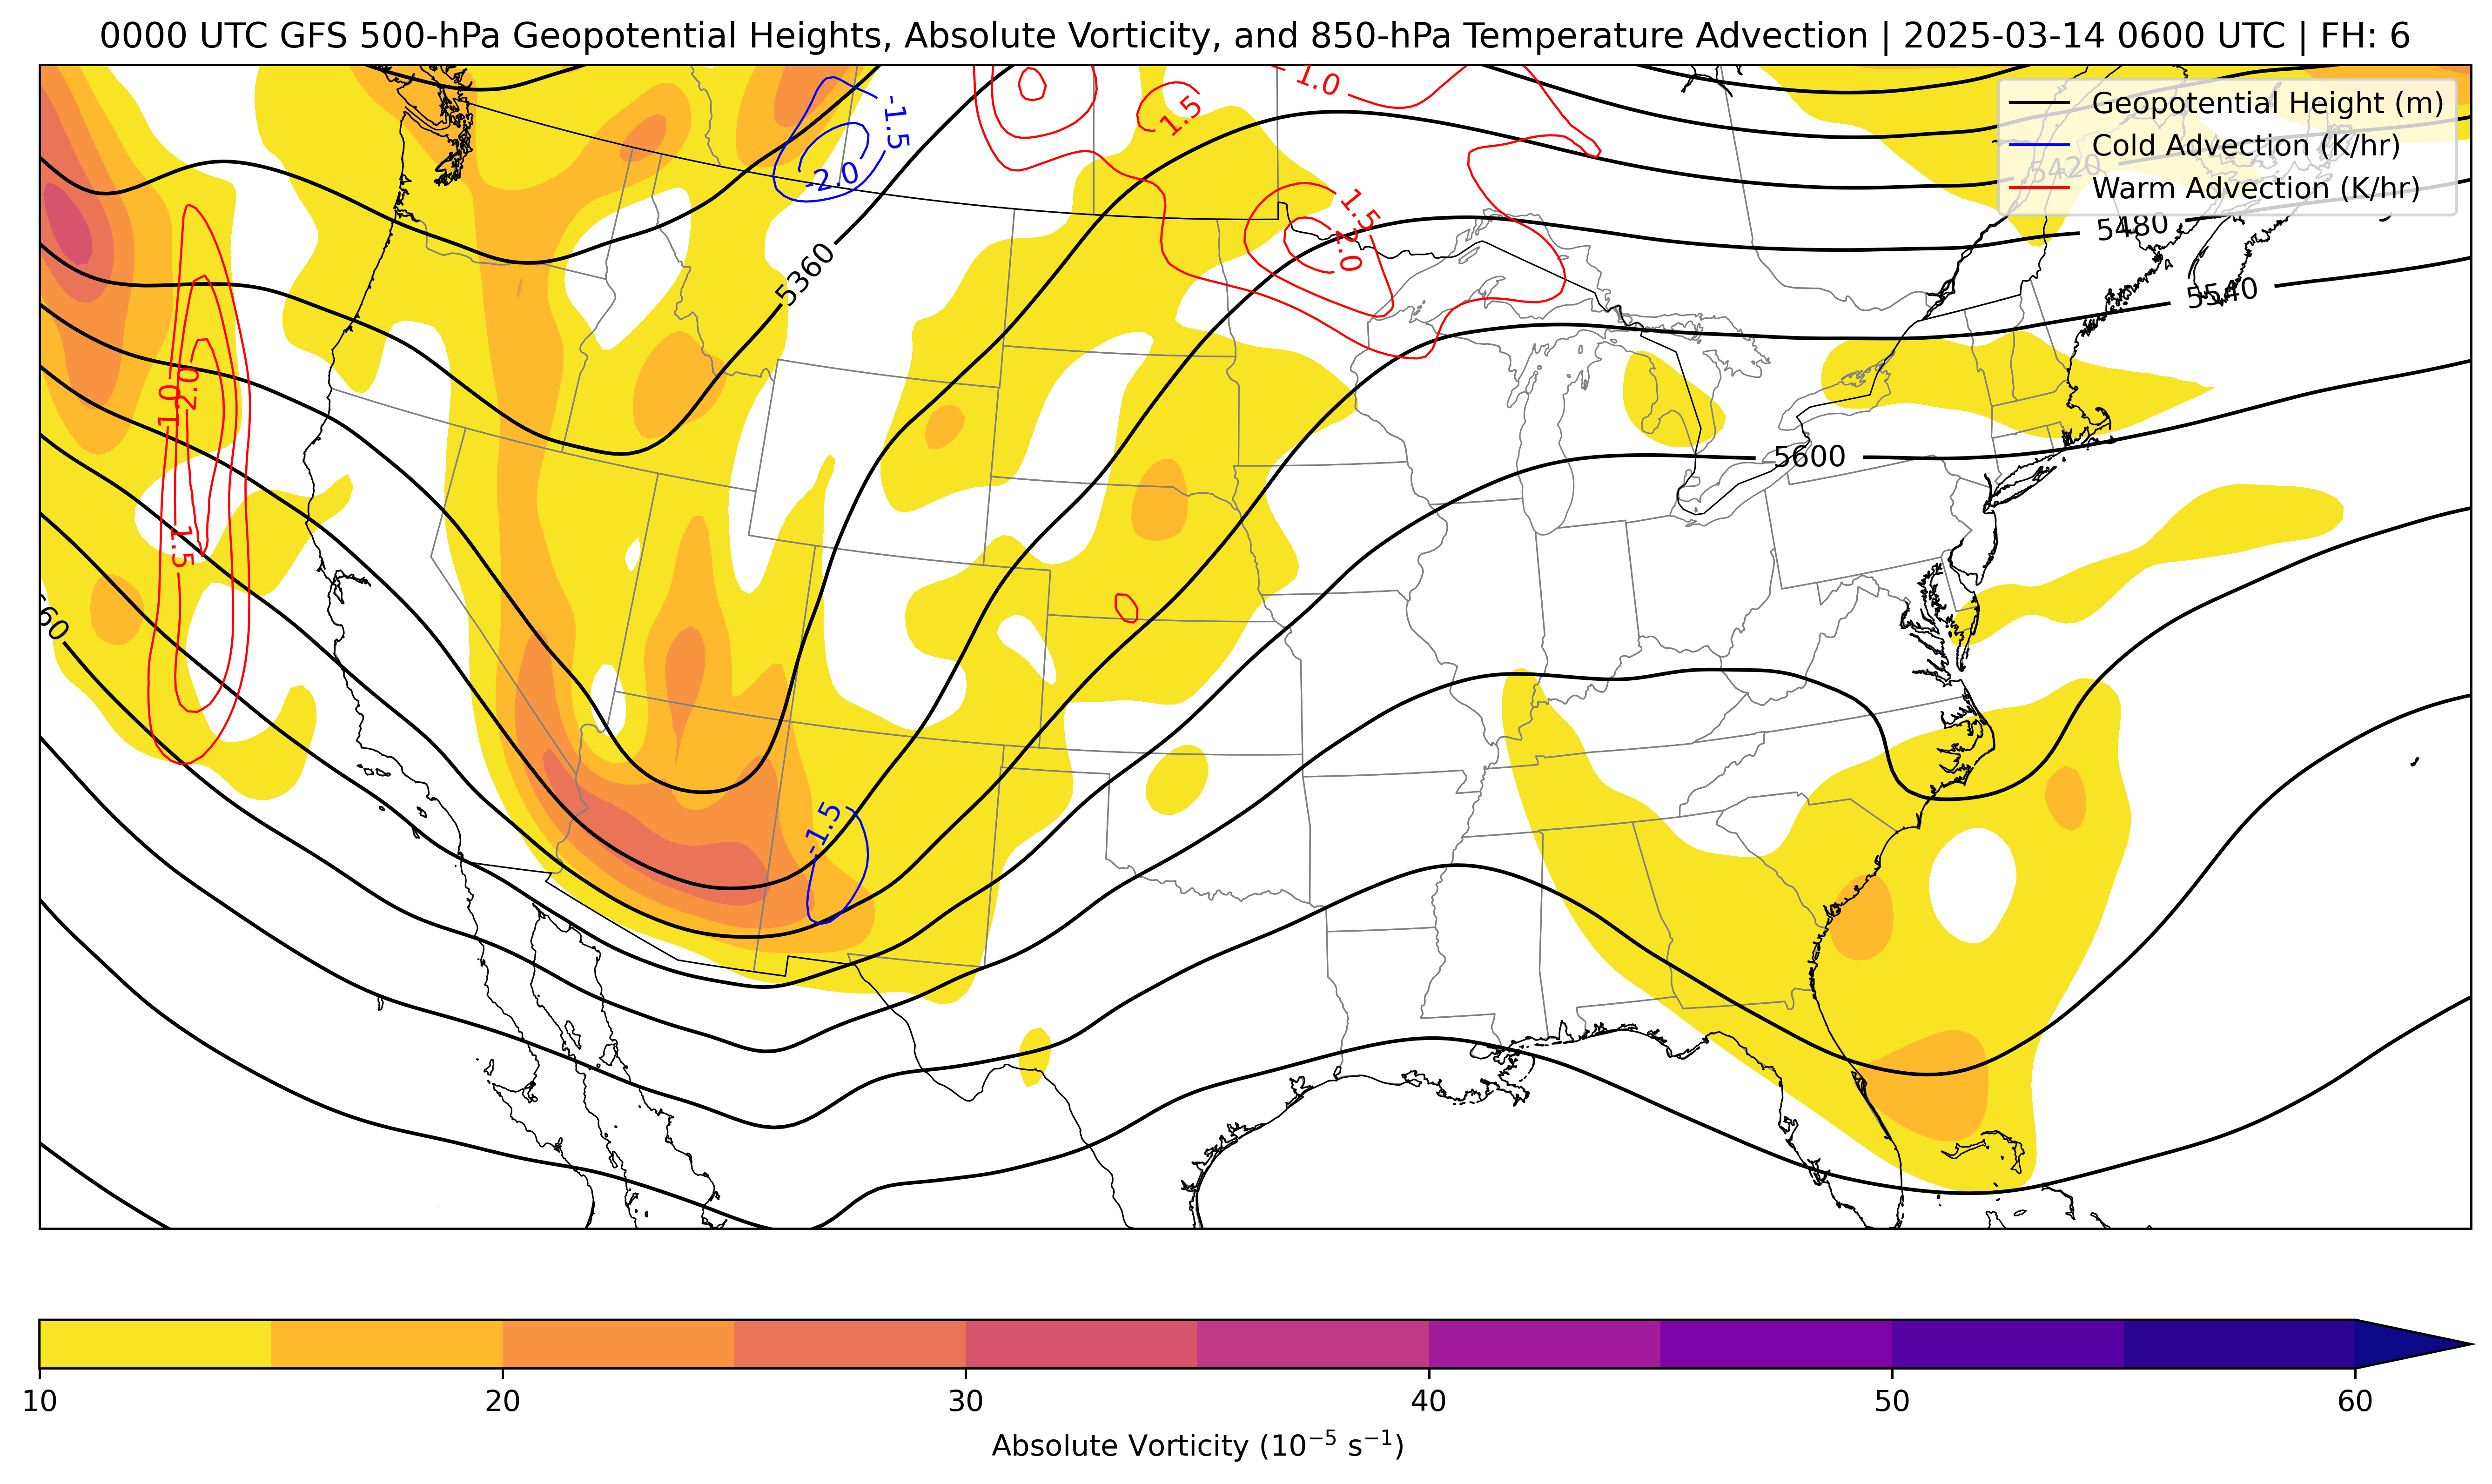 0000 UTC GFS 500-hPa Geopotential Heights, Absolute Vorticity, and 850-hPa Temperature Advection | 2025-03-14 0600 UTC | FH: 6
Geopotential Height (m)
Cold Advection (K/hr)
Warm Advection (K/hr)
1.0
-1.5
1.5
-2.0
5420
1.5
5480
2.0
5360
5540
1.0
2.0
5600
1.5
60
-1.5
10 20 30 40 50 60
Absolute Vorticity (10⁻⁵ s⁻¹)